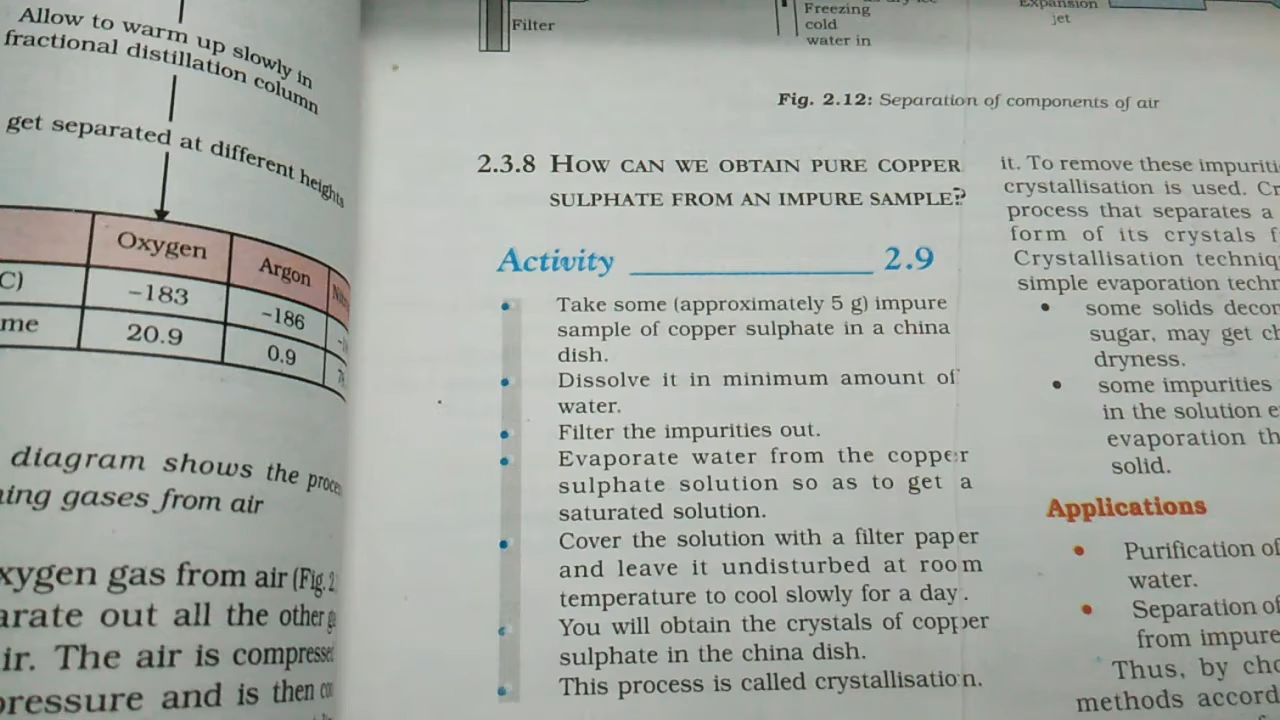 Allow to warm up slowly in
fractional distillation column
get separated at different heights
Oxygen Argon
C) −183 −186
me 20.9 0.9
diagram shows the
ing gases from air
xygen gas from air (Fig. 2
arate out all the other
ir. The air is compressed
pressure and is then
Filter
Freezing
cold
water in
Expansion
jet
Fig. 2.12: Separation of components of air
2.3.8 HOW CAN WE OBTAIN PURE COPPER
SULPHATE FROM AN IMPURE SAMPLE?
Activity 2.9
• Take some (approximately 5 g) impure
sample of copper sulphate in a china
dish.
• Dissolve it in minimum amount of
water.
• Filter the impurities out.
• Evaporate water from the copper
sulphate solution so as to get a
saturated solution.
• Cover the solution with a filter paper
and leave it undisturbed at room
temperature to cool slowly for a day.
• You will obtain the crystals of copper
sulphate in the china dish.
• This process is called crystallisation.
it. To remove these impuriti
crystallisation is used. Cr
process that separates a
form of its crystals f
Crystallisation techniq
simple evaporation techn
• some solids decom
sugar, may get ch
dryness.
• some impurities
in the solution e
evaporation th
solid.
Applications
• Purification of
water.
• Separation of
from impure
Thus, by cho
methods accord